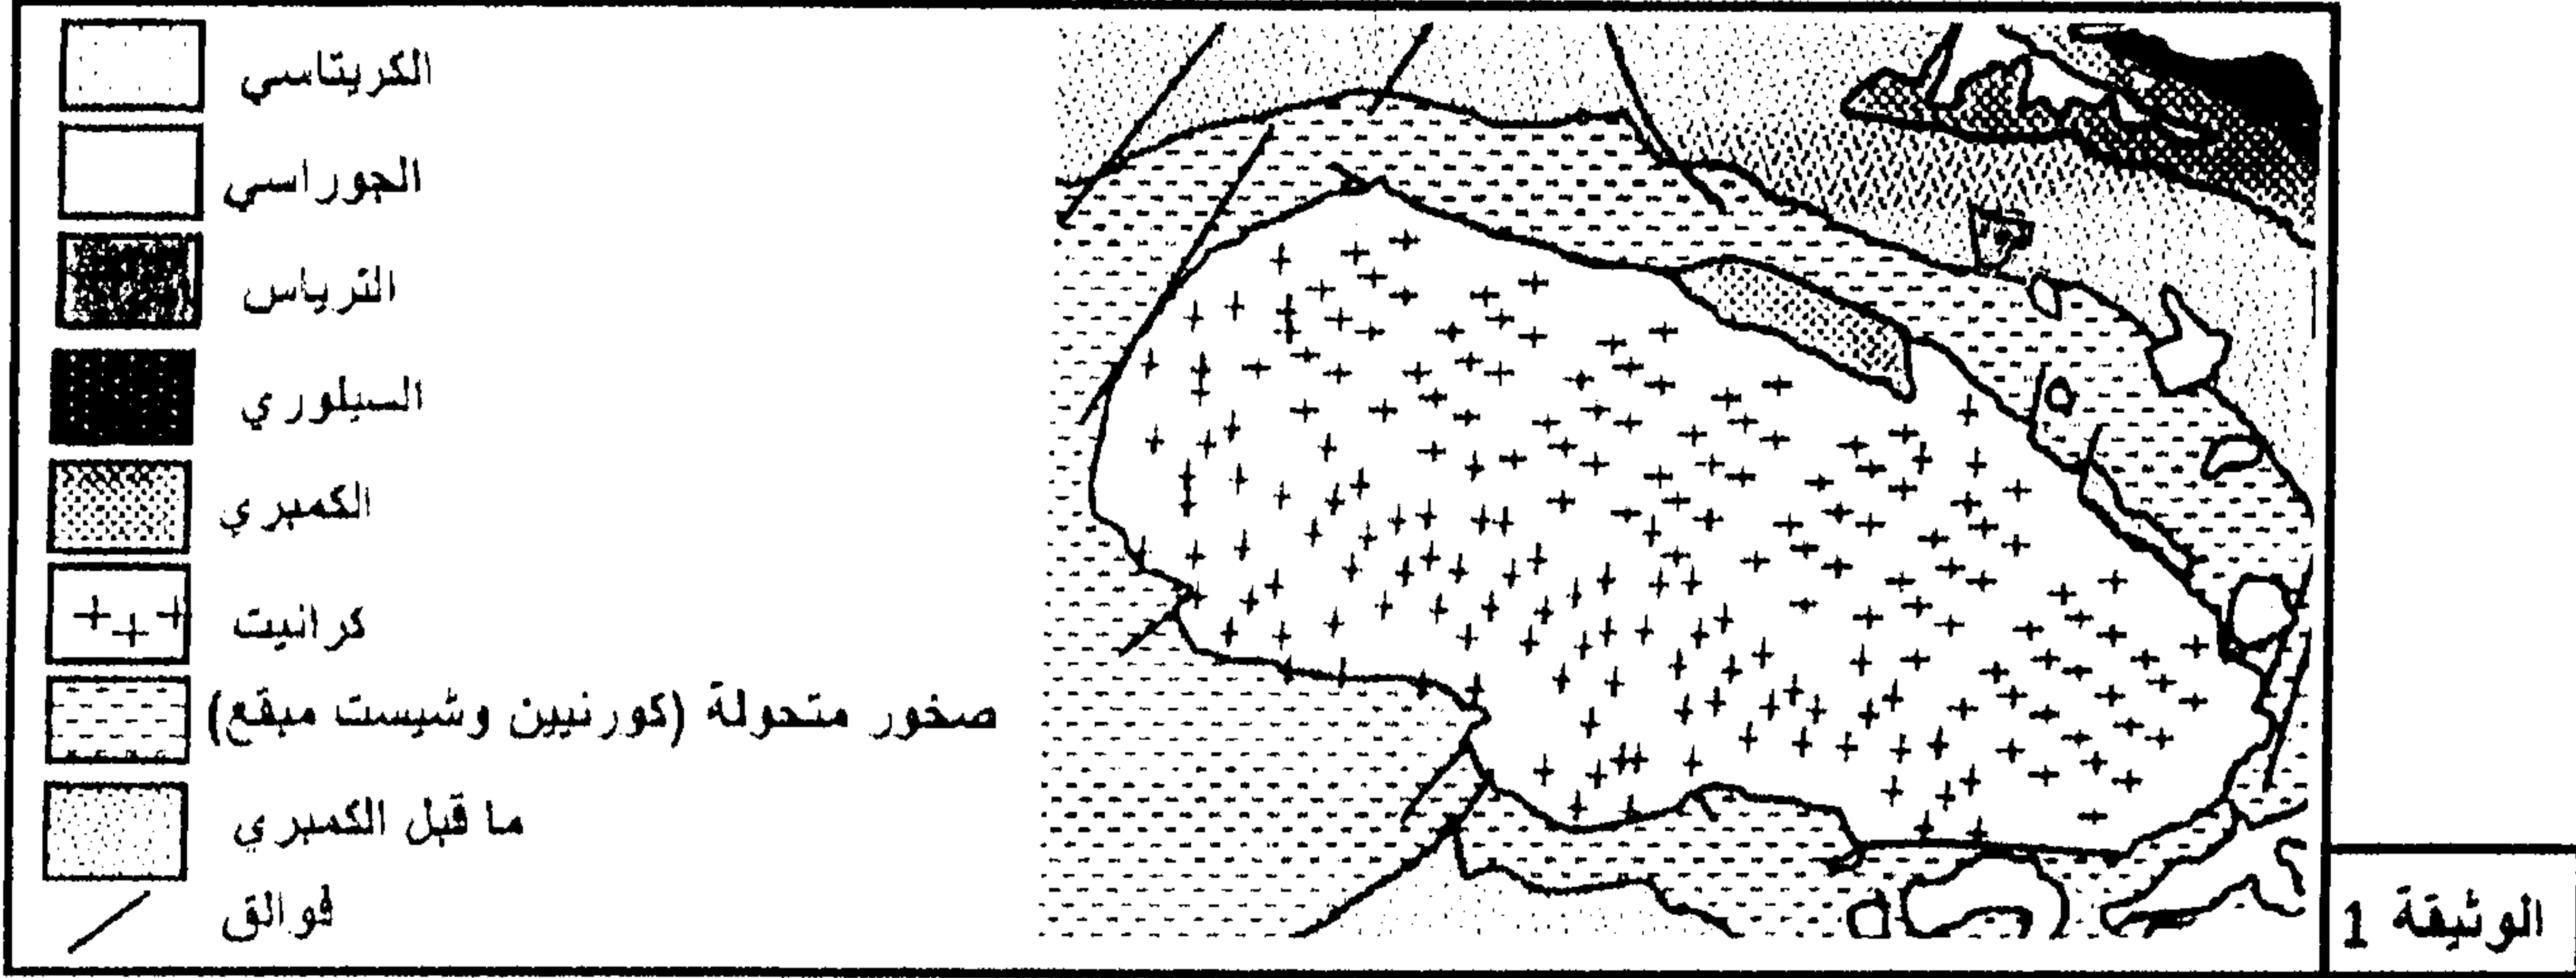 الكريتاسي
الجوراسي
الترياس
السيلوري
الكمبري
كرانيت
صخور متحولة (كورنيين وشيست مبقع)
ما قبل الكمبري
فوالق
الوثيقة 1